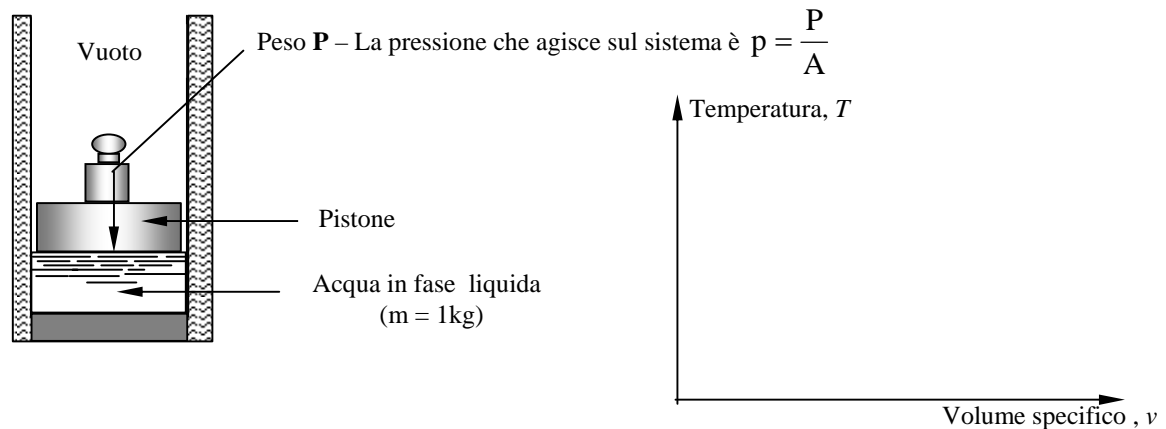 Vuoto
Peso P – La pressione che agisce sul sistema è p = P/A
Temperatura, T
Pistone
Acqua in fase liquida
(m = 1kg)
Volume specifico , v